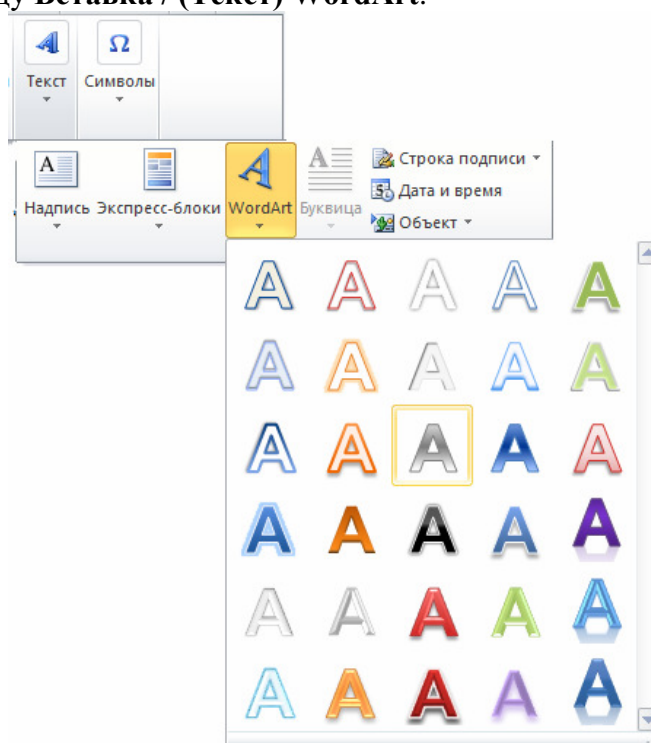 Вставка / (Текст) WordArt.
Текст
Символы
Надпись
Экспресс-блоки
WordArt
Буквица
Строка подписи
Дата и время
Объект